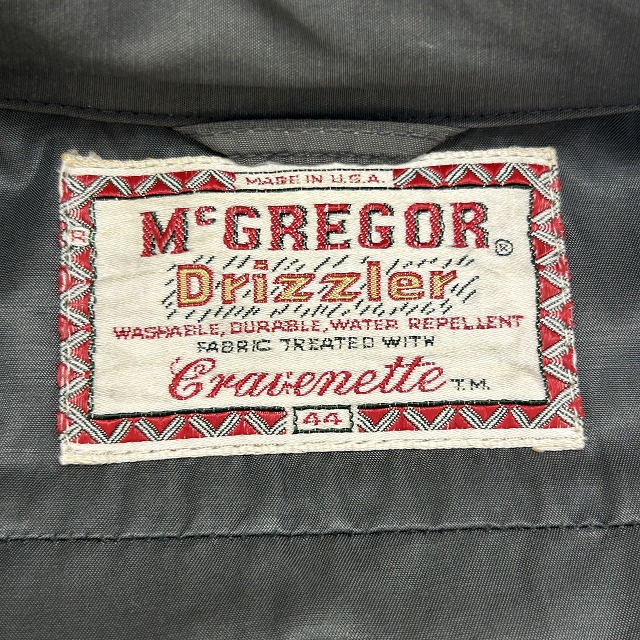 MADE IN U.S.A.
McGREGOR®
Drizzler
WASHABLE, DURABLE, WATER REPELLENT
FABRIC TREATED WITH
Cravenette T.M.
44